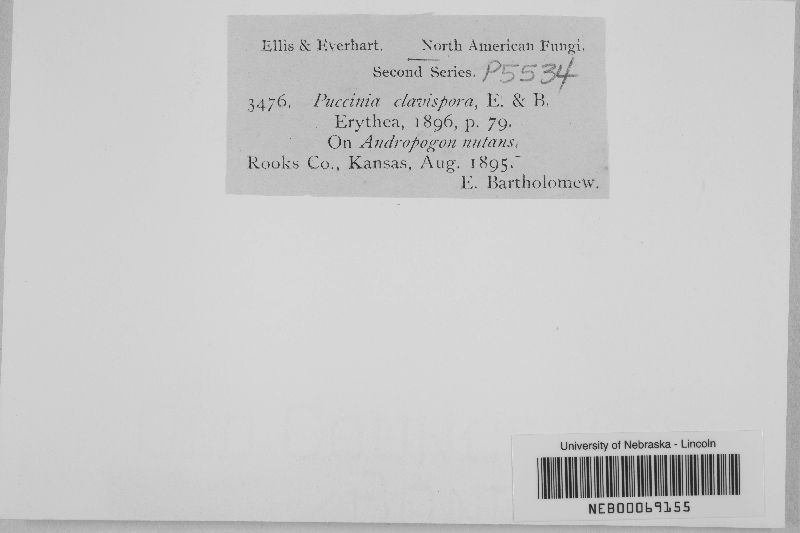 Ellis & Everhart. North American Fungi.
Second Series. P5534
3476. Puccinia clavispora, E. & B.
Erythea, 1896, p. 79.
On Andropogon nutans.
Rooks Co., Kansas, Aug. 1895.
E. Bartholomew.
University of Nebraska - Lincoln
NEB00069155